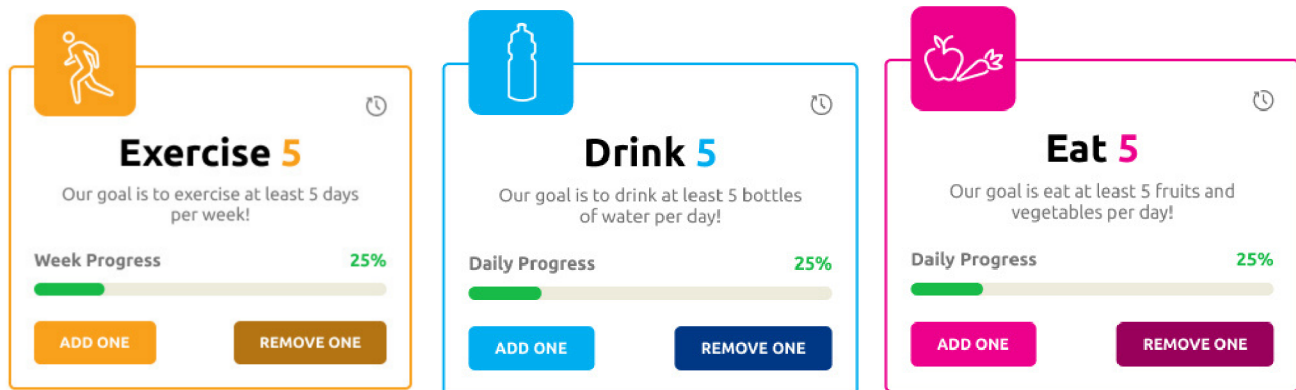 Exercise 5
Our goal is to exercise at least 5 days
per week!
Week Progress 25%
ADD ONE REMOVE ONE
Drink 5
Our goal is to drink at least 5 bottles
of water per day!
Daily Progress 25%
ADD ONE REMOVE ONE
Eat 5
Our goal is eat at least 5 fruits and
vegetables per day!
Daily Progress 25%
ADD ONE REMOVE ONE